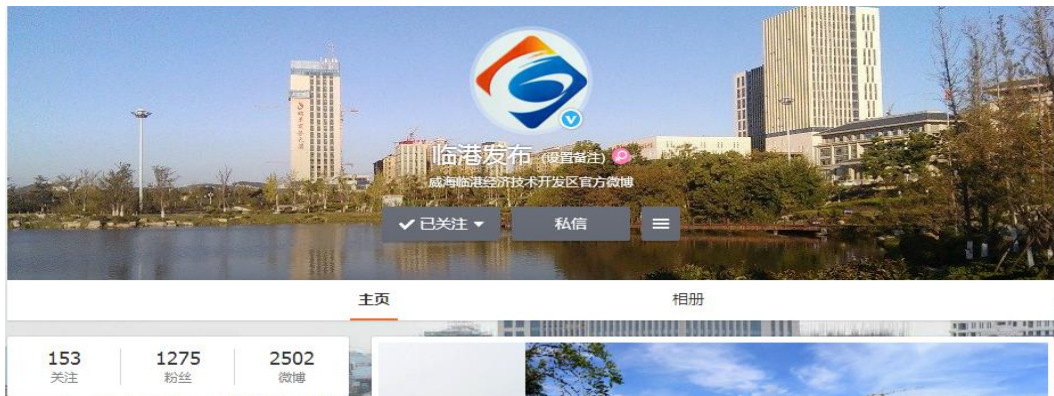 临港发布 (设置备注)
威海临港经济技术开发区官方微博
已关注 私信
主页 相册
153 1275 2502
关注 粉丝 微博